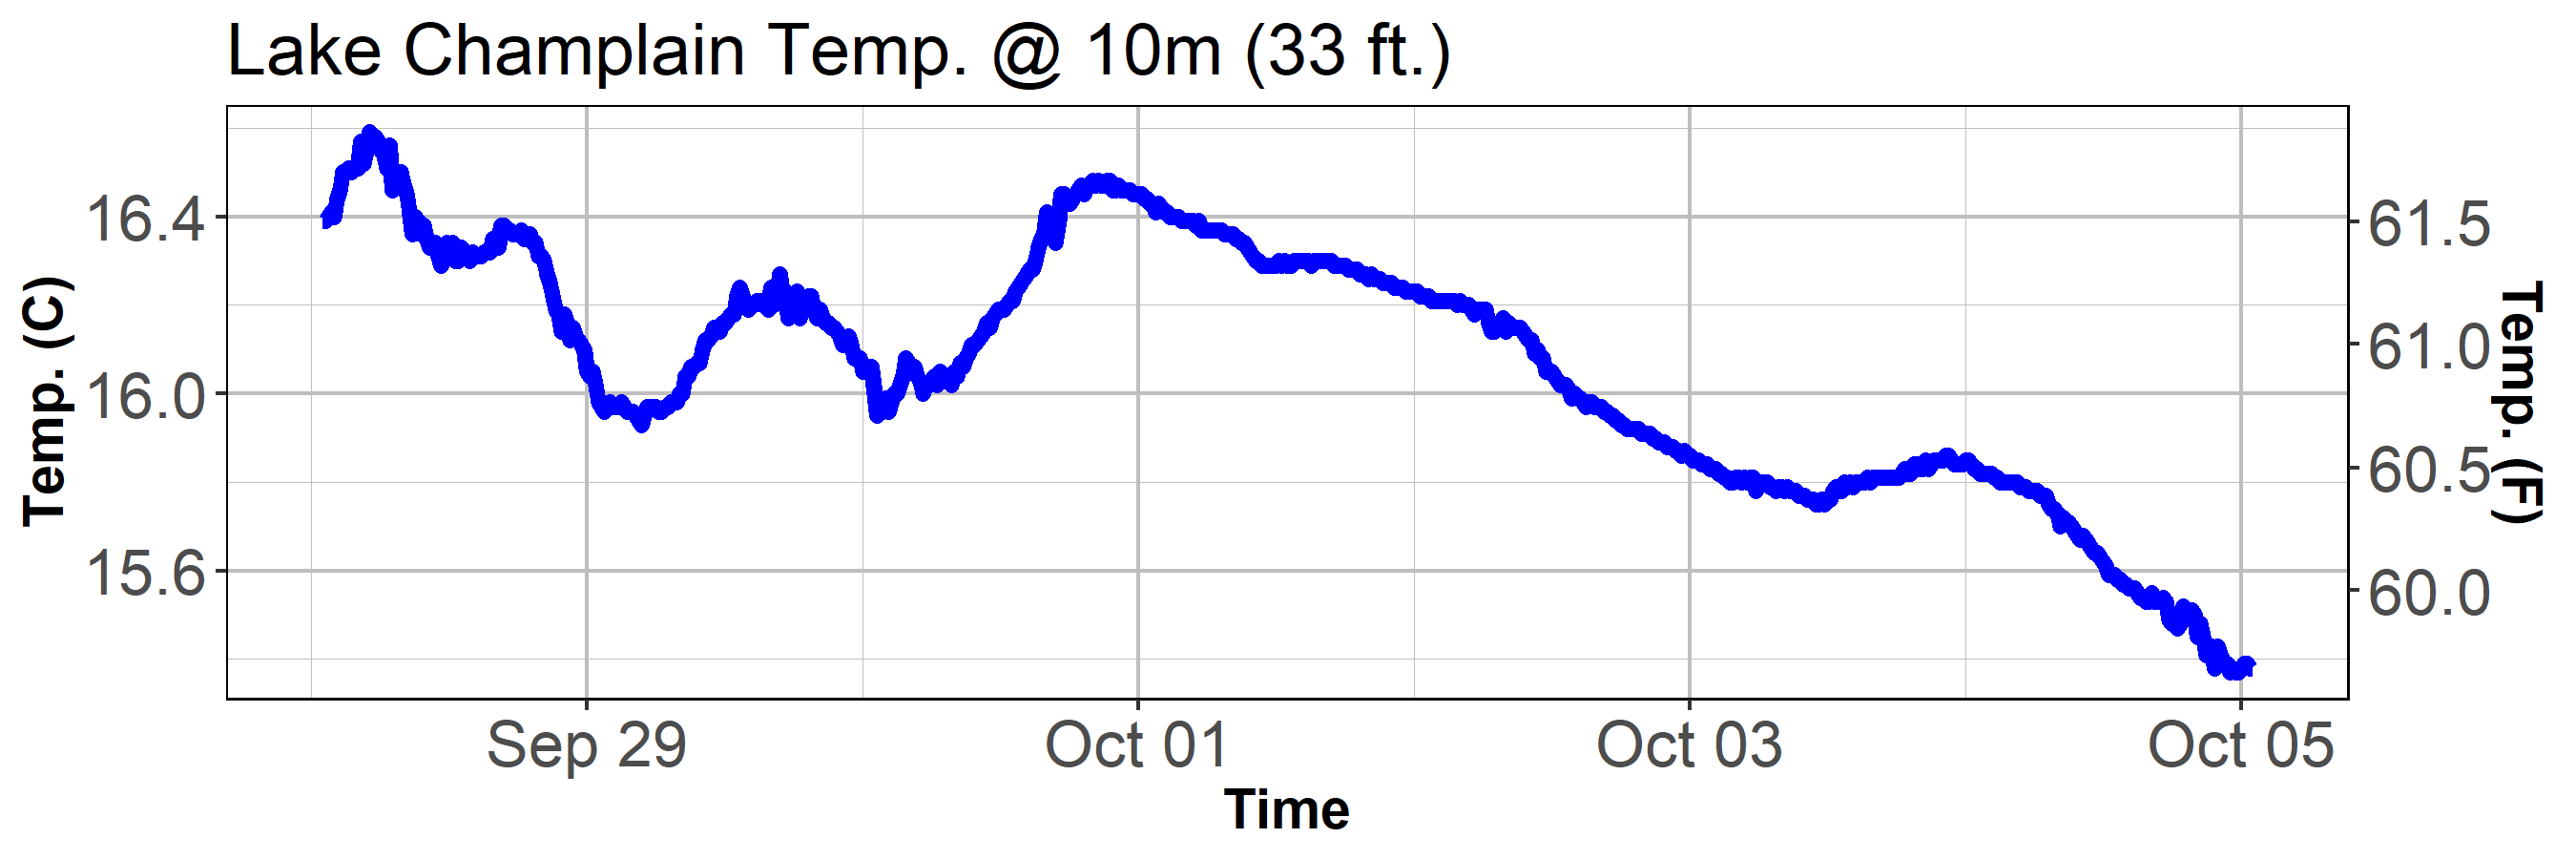 Lake Champlain Temp. @ 10m (33 ft.)
Temp. (C)
16.4
16.0
15.6
61.5
61.0
60.5
60.0
Temp. (F)
Sep 29 Oct 01 Oct 03 Oct 05
Time